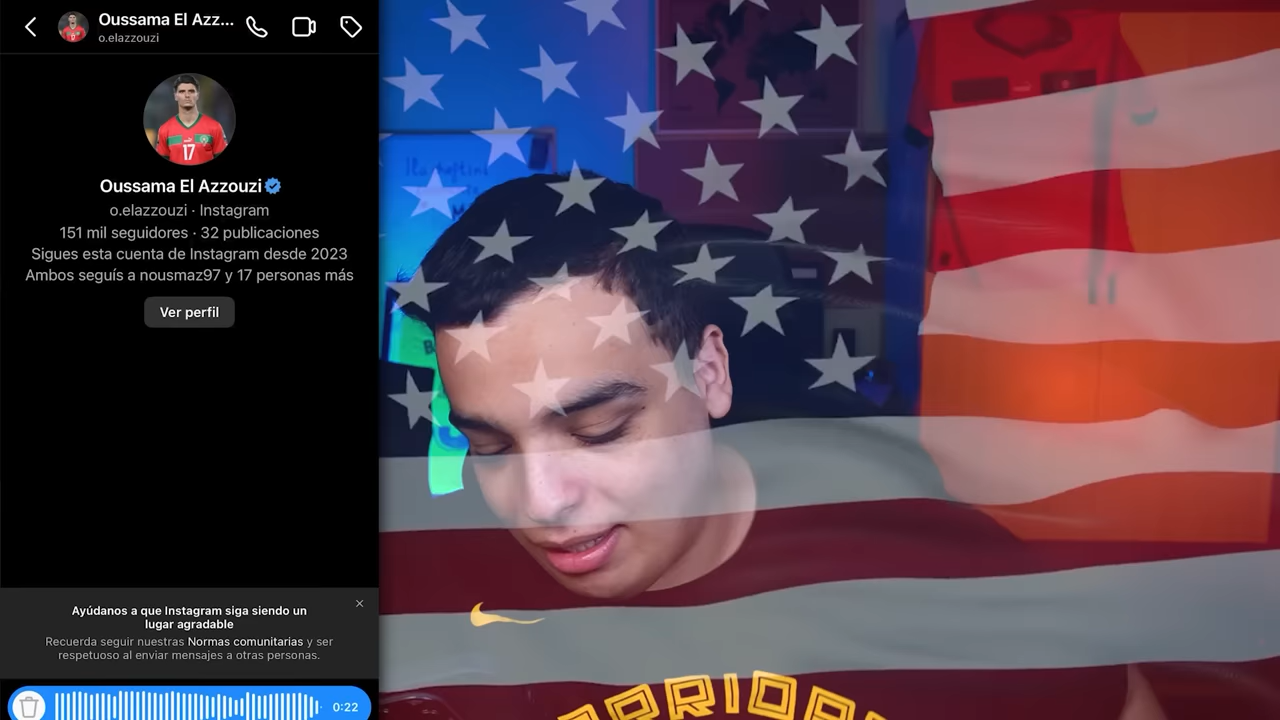 Oussama El Azz...
o.elazzouzi
17
Oussama El Azzouzi
o.elazzouzi · Instagram
151 mil seguidores · 32 publicaciones
Sigues esta cuenta de Instagram desde 2023
Ambos seguís a nousmaz97 y 17 personas más
Ver perfil
Ayúdanos a que Instagram siga siendo un
lugar agradable
Recuerda seguir nuestras Normas comunitarias y ser
respetuoso al enviar mensajes a otras personas.
0:22